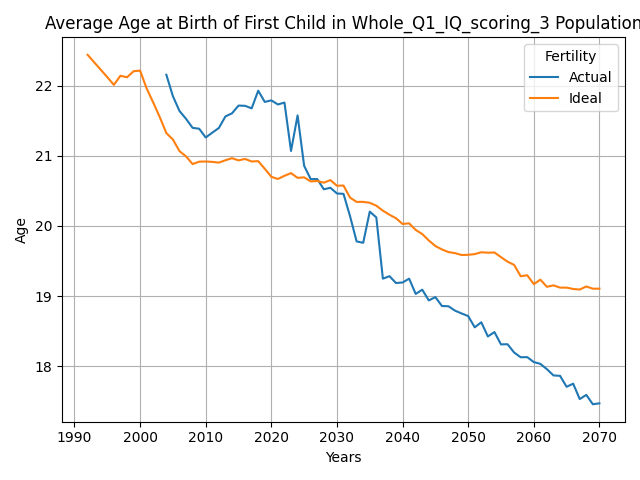 Average Age at Birth of First Child in Whole_Q1_IQ_scoring_3 Population
Fertility
Actual
Ideal
22
21
20
19
18
Age
1990
2000
2010
2020
2030
2040
2050
2060
2070
Years